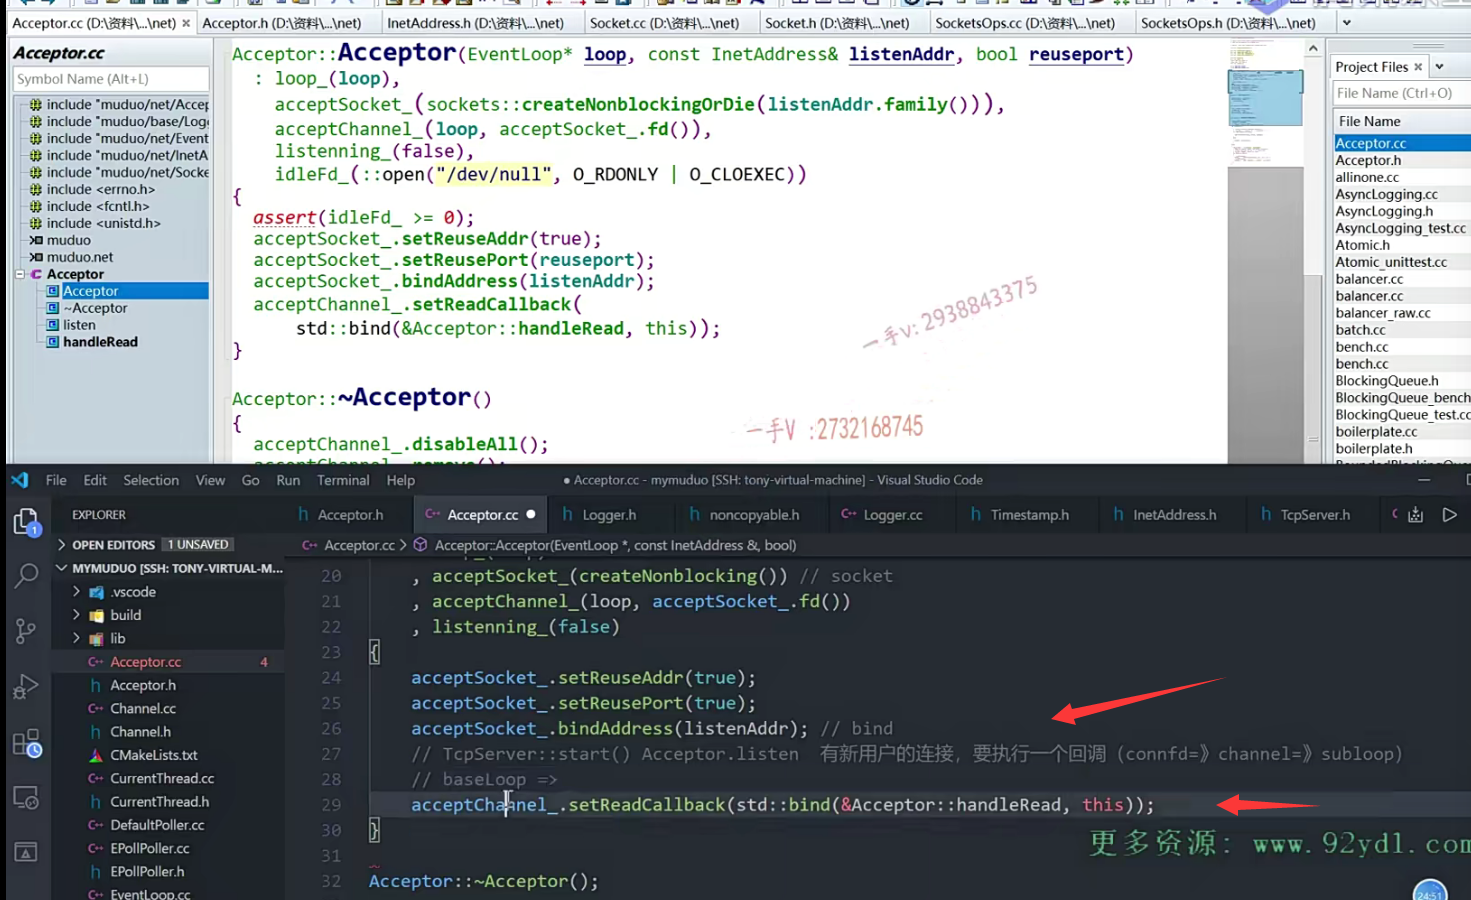 Acceptor.cc (D:\资料\...\net) ×
Acceptor.h (D:\资料\...\net)
InetAddress.h (D:\资料\...\net)
Socket.cc (D:\资料\...\net)
Socket.h (D:\资料\...\net)
SocketsOps.cc (D:\资料\...\net)
SocketsOps.h (D:\资料\...\net)
Acceptor.cc
Symbol Name (Alt+L)
include "muduo/net/Accep
include "muduo/base/Logg
include "muduo/net/Event
include "muduo/net/InetA
include "muduo/net/Socke
include <errno.h>
include <fcntl.h>
include <unistd.h>
muduo
muduo.net
Acceptor
Acceptor
~Acceptor
listen
handleRead
Acceptor::Acceptor(EventLoop* loop, const InetAddress& listenAddr, bool reuseport)
: loop_(loop),
acceptSocket_(sockets::createNonblockingOrDie(listenAddr.family())),
acceptChannel_(loop, acceptSocket_.fd()),
listenning_(false),
idleFd_(::open("/dev/null", O_RDONLY | O_CLOEXEC))
{
assert(idleFd_ >= 0);
acceptSocket_.setReuseAddr(true);
acceptSocket_.setReusePort(reuseport);
acceptSocket_.bindAddress(listenAddr);
acceptChannel_.setReadCallback(
std::bind(&Acceptor::handleRead, this));
}
一手v:2938843375
Acceptor::~Acceptor()
一手V :2732168745
{
acceptChannel_.disableAll();
Project Files ×
File Name (Ctrl+O)
File Name
Acceptor.cc
Acceptor.h
allinone.cc
AsyncLogging.cc
AsyncLogging.h
AsyncLogging_test.cc
Atomic.h
Atomic_unittest.cc
balancer.cc
balancer.cc
balancer_raw.cc
batch.cc
bench.cc
bench.cc
BlockingQueue.h
BlockingQueue_bench
BlockingQueue_test.cc
boilerplate.cc
boilerplate.h
File Edit Selection View Go Run Terminal Help
● Acceptor.cc - mymuduo [SSH: tony-virtual-machine] - Visual Studio Code
EXPLORER
1
OPEN EDITORS 1 UNSAVED
MYMUDUO [SSH: TONY-VIRTUAL-M...
.vscode
build
lib
C++ Acceptor.cc 4
h Acceptor.h
C++ Channel.cc
h Channel.h
CMakeLists.txt
C++ CurrentThread.cc
h CurrentThread.h
C++ DefaultPoller.cc
C++ EPollPoller.cc
h EPollPoller.h
C++ EventLoop.cc
h Acceptor.h
C++ Acceptor.cc ●
h Logger.h
h noncopyable.h
C++ Logger.cc
h Timestamp.h
h InetAddress.h
h TcpServer.h
C++ Acceptor.cc > Acceptor::Acceptor(EventLoop *, const InetAddress &, bool)
20 , acceptSocket_(createNonblocking()) // socket
21 , acceptChannel_(loop, acceptSocket_.fd())
22 , listenning_(false)
23 {
24 acceptSocket_.setReuseAddr(true);
25 acceptSocket_.setReusePort(true);
26 acceptSocket_.bindAddress(listenAddr); // bind
27 // TcpServer::start() Acceptor.listen 有新用户的连接，要执行一个回调（connfd=》channel=》subloop）
28 // baseLoop =>
29 acceptChannel_.setReadCallback(std::bind(&Acceptor::handleRead, this));
30 }
31
32 Acceptor::~Acceptor();
更多资源: www.92ydl.com
24:51